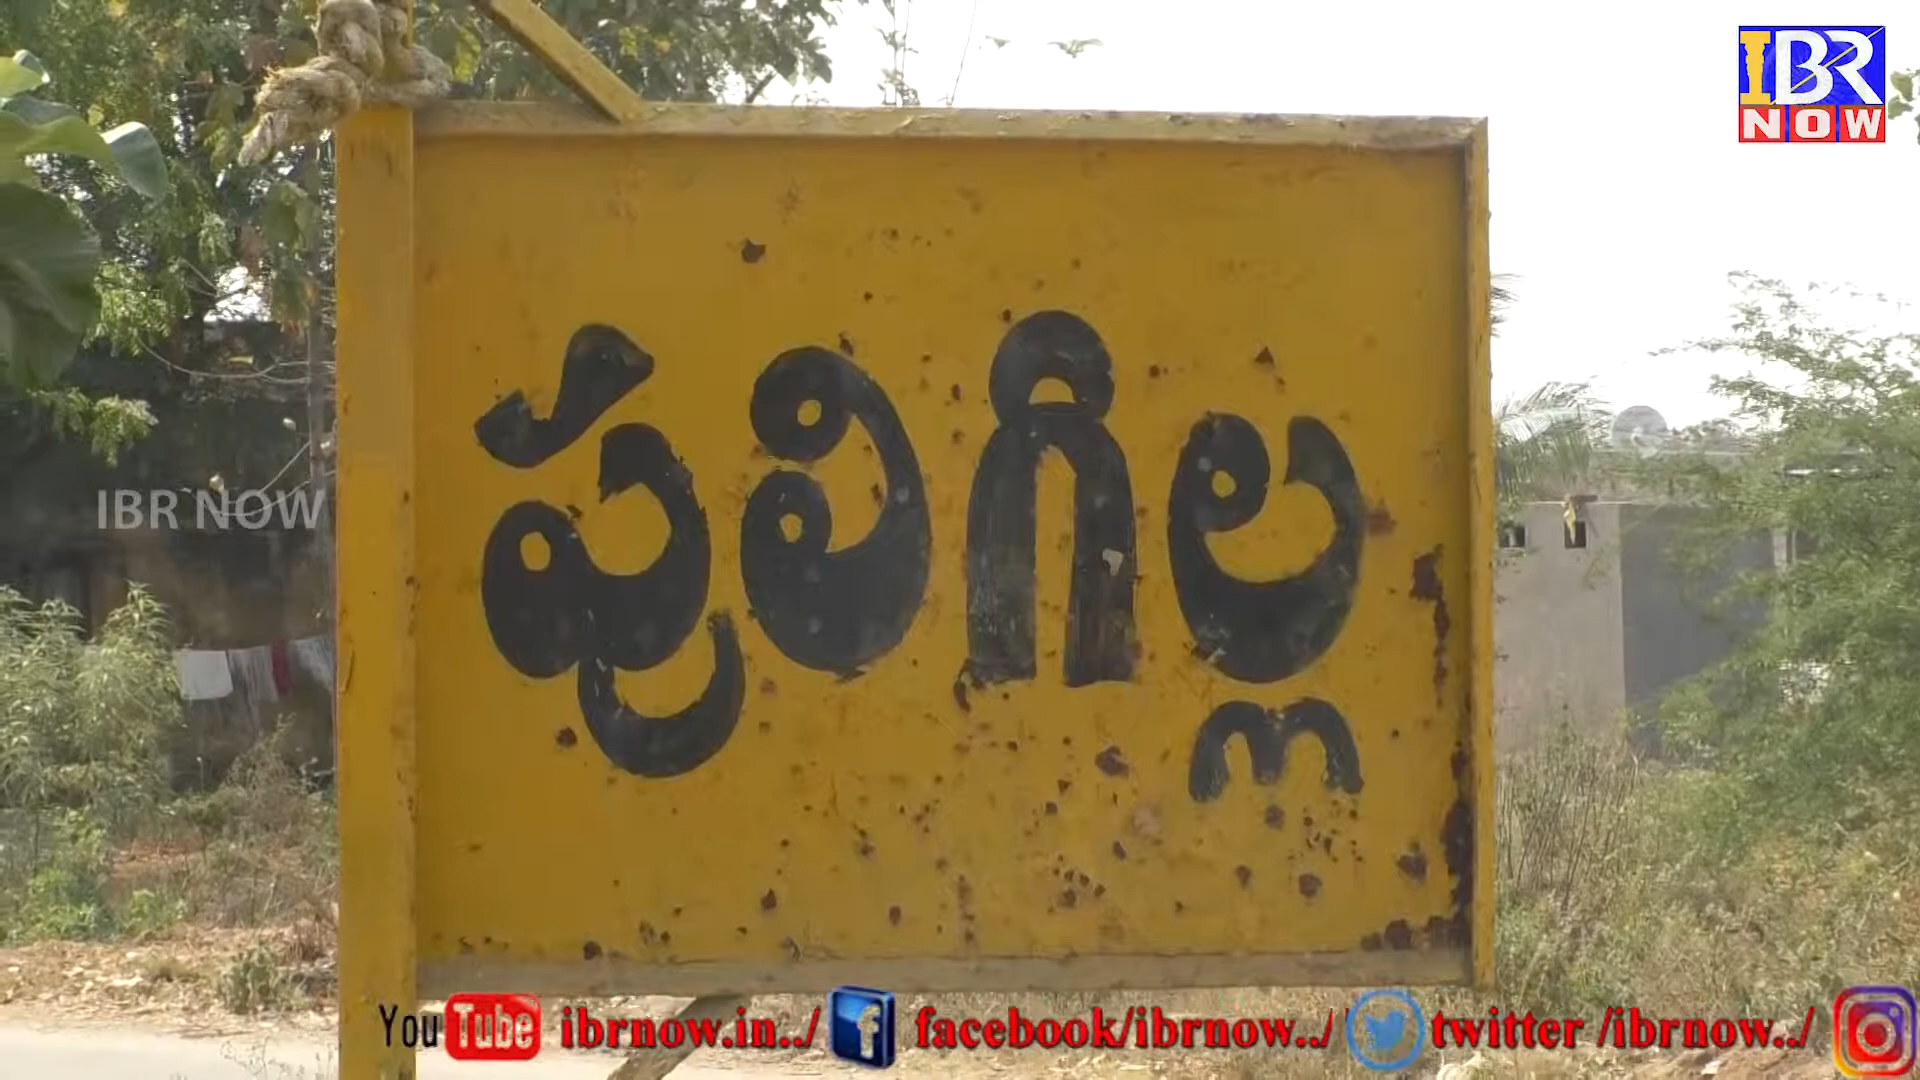 IBR
NOW
పులిగిల్ల
IBR NOW
You Tube ibrnow.in../ facebook/ibrnow../ twitter /ibrnow../